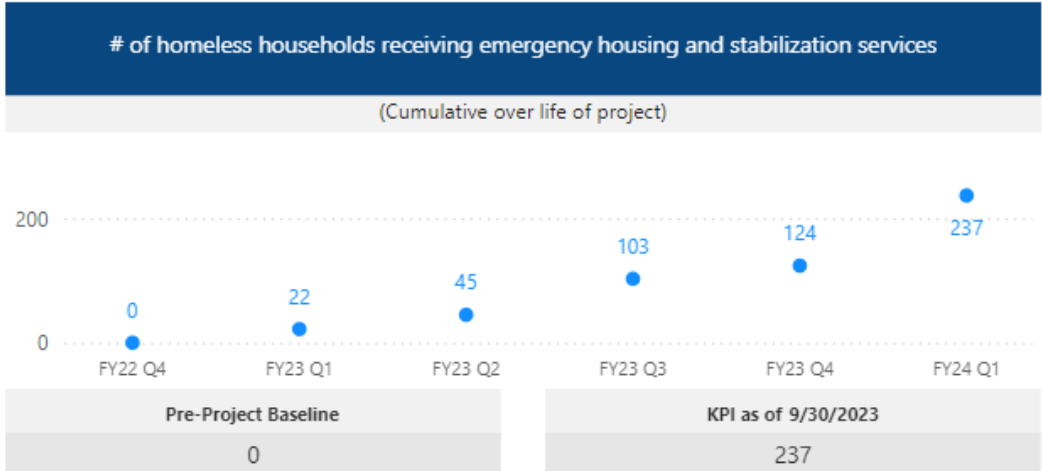 # of homeless households receiving emergency housing and stabilization services
(Cumulative over life of project)
200
0
0
22
45
103
124
237
FY22 Q4
FY23 Q1
FY23 Q2
FY23 Q3
FY23 Q4
FY24 Q1
Pre-Project Baseline
0
KPI as of 9/30/2023
237